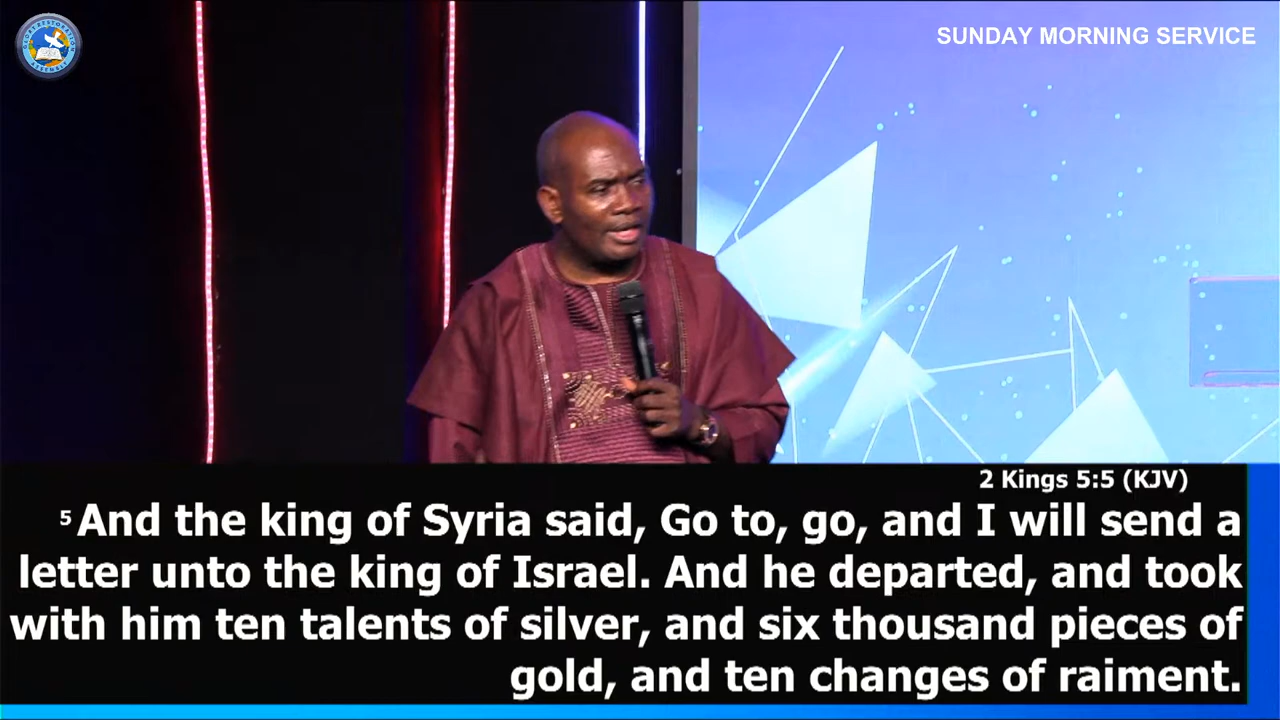 SUNDAY MORNING SERVICE
2 Kings 5:5 (KJV)
5 And the king of Syria said, Go to, go, and I will send a
letter unto the king of Israel. And he departed, and took
with him ten talents of silver, and six thousand pieces of
gold, and ten changes of raiment.